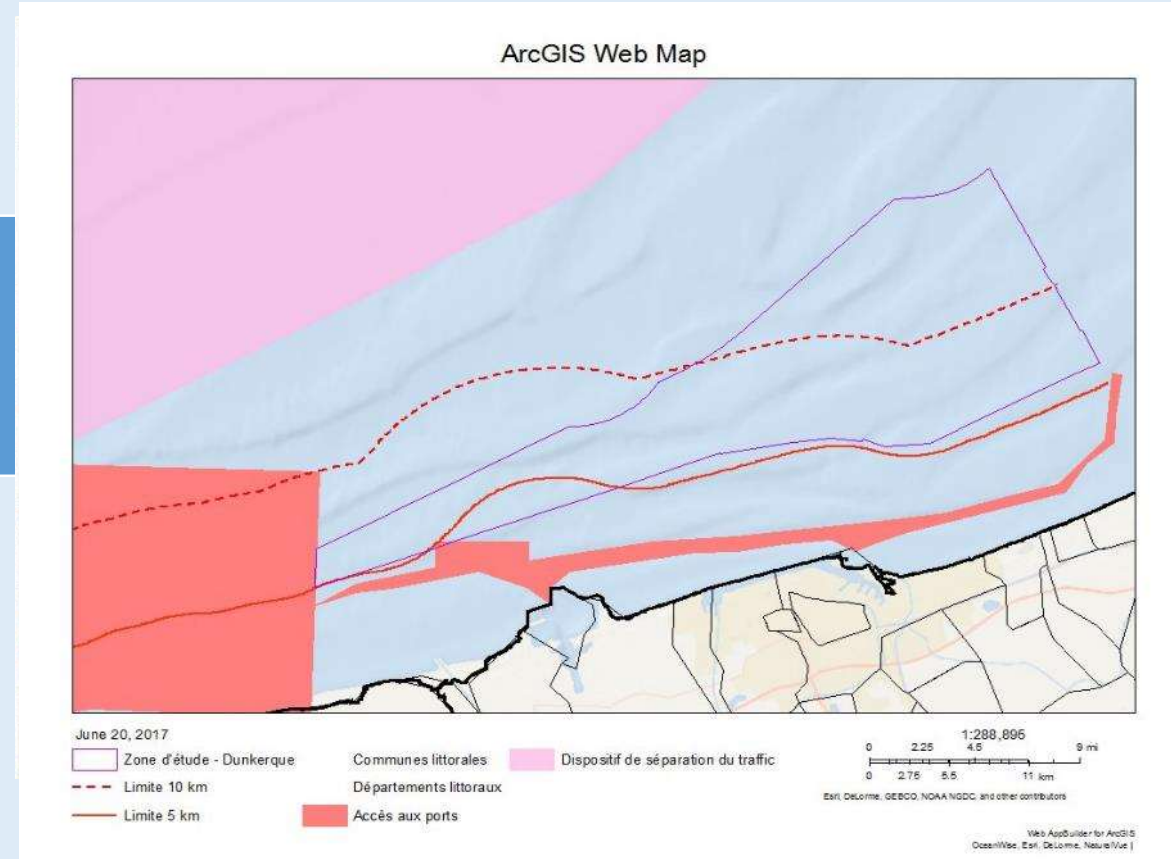 ArcGIS Web Map
June 20, 2017
Zone d'étude - Dunkerque
Limite 10 km
Limite 5 km
Communes littorales
Départements littoraux
Accès aux ports
Dispositif de séparation du traffic
1:288,895
0 2.25 4.5 9 mi
0 2.75 5.5 11 km
Esri, DeLorme, GEBCO, NOAA NGDC, and other contributors
Web AppBuilder for ArcGIS
OceanWise, Esri, DeLorme, NaturalVue |